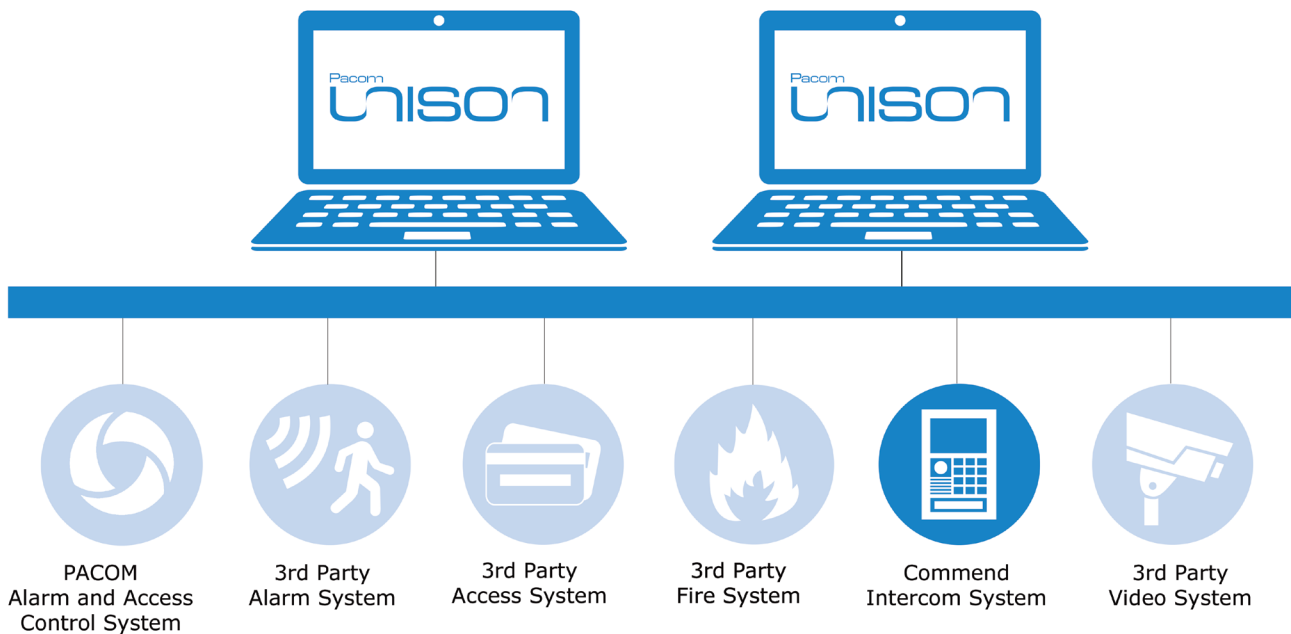 Pacom
unison
Pacom
unison
PACOM
Alarm and Access
Control System
3rd Party
Alarm System
3rd Party
Access System
3rd Party
Fire System
Commend
Intercom System
3rd Party
Video System